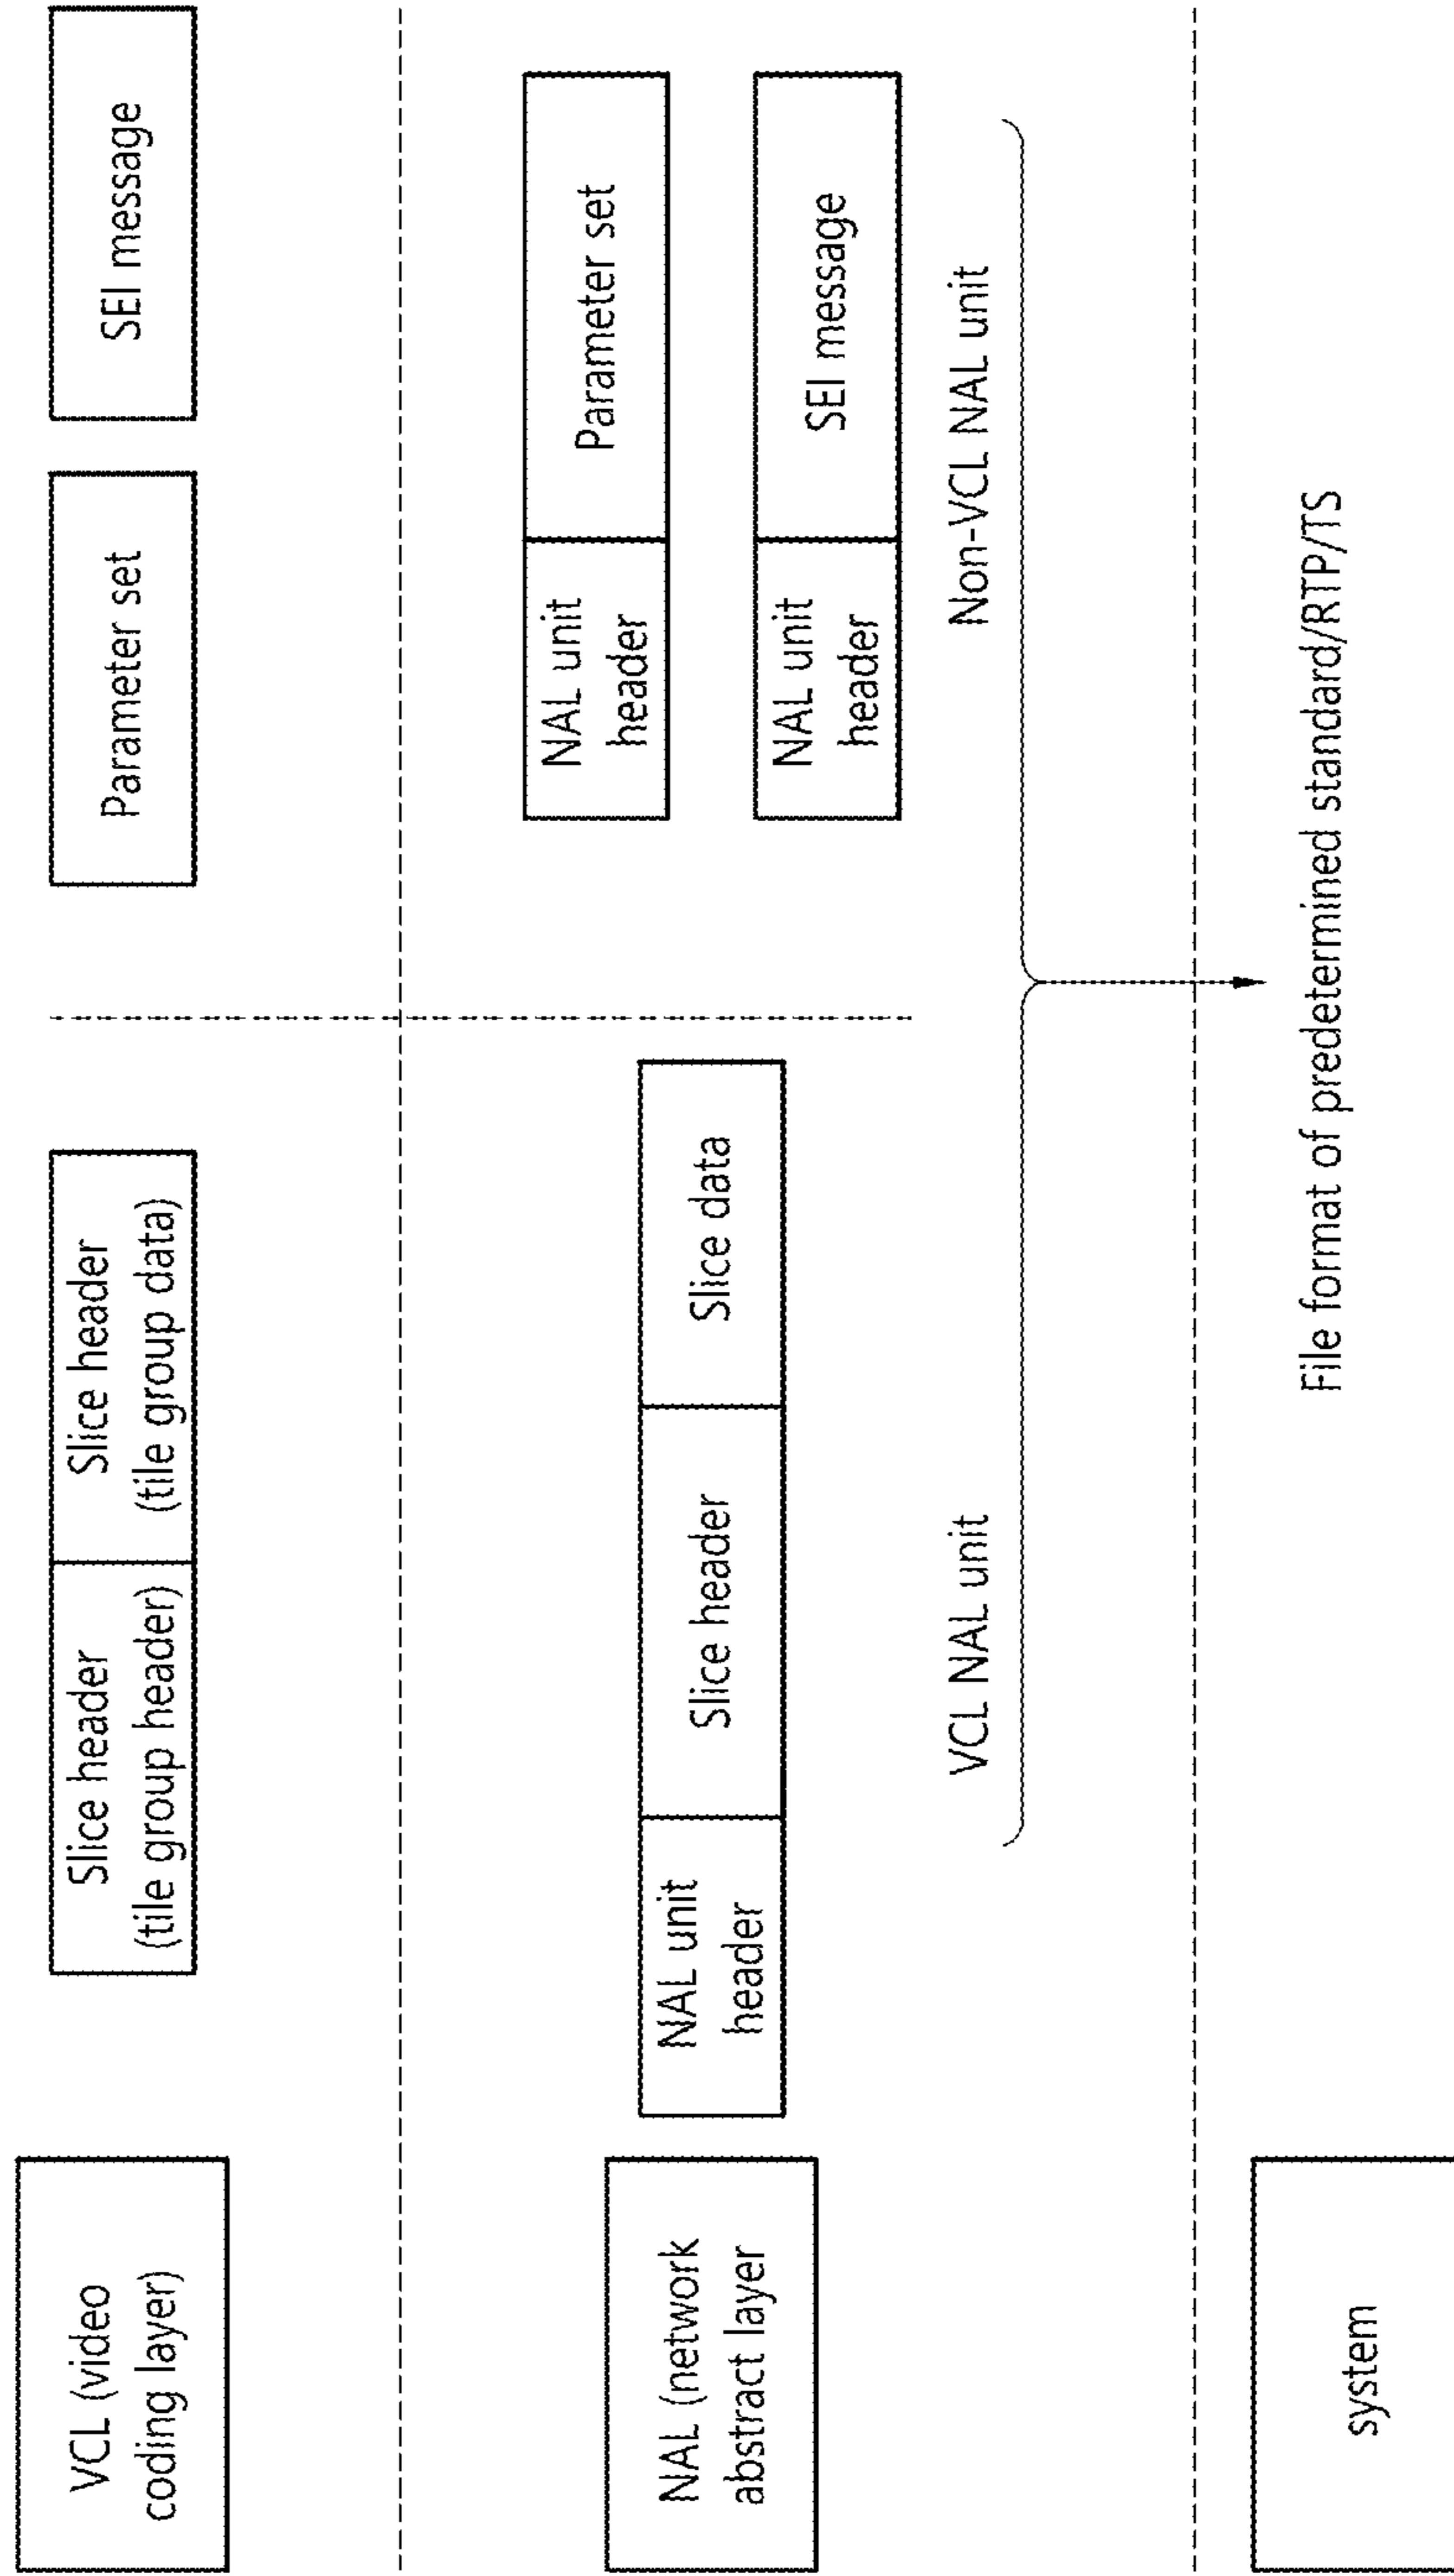 VCL (video
coding layer)
Slice header
(tile group header)
Slice header
(tile group data)
Parameter set
SEI message
NAL (network
abstract layer
NAL unit
header
Slice header
Slice data
NAL unit
header
Parameter set
NAL unit
header
SEI message
VCL NAL unit
Non-VCL NAL unit
system
File format of predetermined standard/RTP/TS